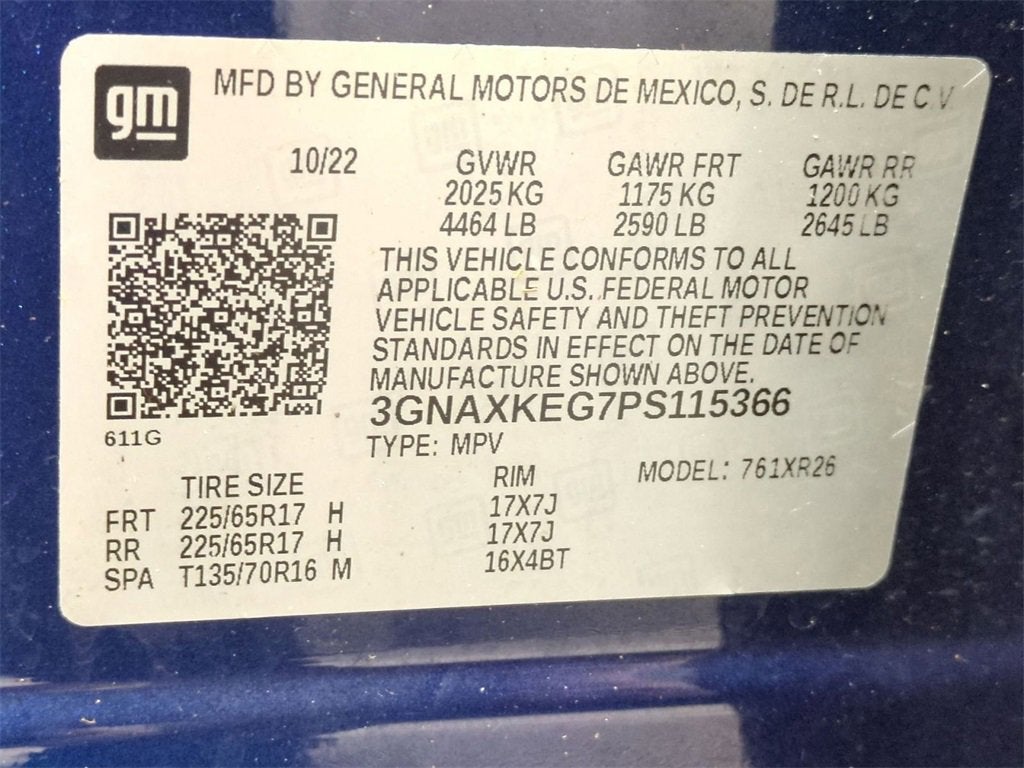 gm
MFD BY GENERAL MOTORS DE MEXICO, S. DE R.L. DE C.V.
10/22 GVWR GAWR FRT GAWR RR
2025 KG 1175 KG 1200 KG
4464 LB 2590 LB 2645 LB
THIS VEHICLE CONFORMS TO ALL
APPLICABLE U.S. FEDERAL MOTOR
VEHICLE SAFETY AND THEFT PREVENTION
STANDARDS IN EFFECT ON THE DATE OF
MANUFACTURE SHOWN ABOVE.
3GNAXKEG7PS115366
611G
TYPE: MPV
MODEL: 761XR26
TIRE SIZE RIM
FRT 225/65R17 H 17X7J
RR 225/65R17 H 17X7J
SPA T135/70R16 M 16X4BT